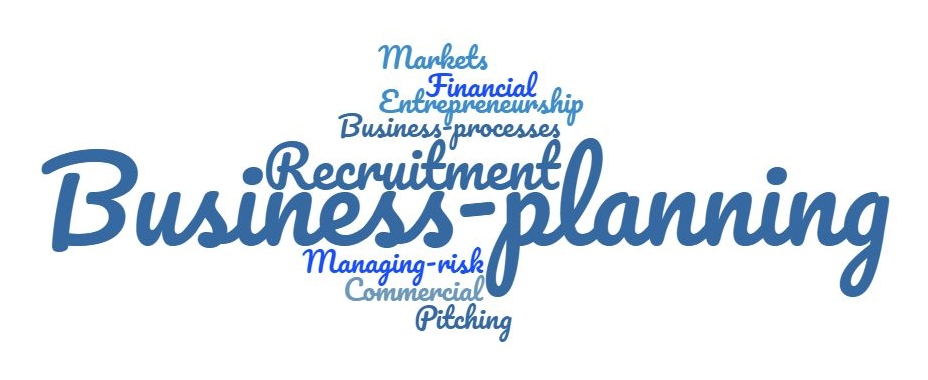 Markets
Financial
Entrepreneurship
Business-processes
Recruitment
Business-planning
Managing-risk
Commercial
Pitching